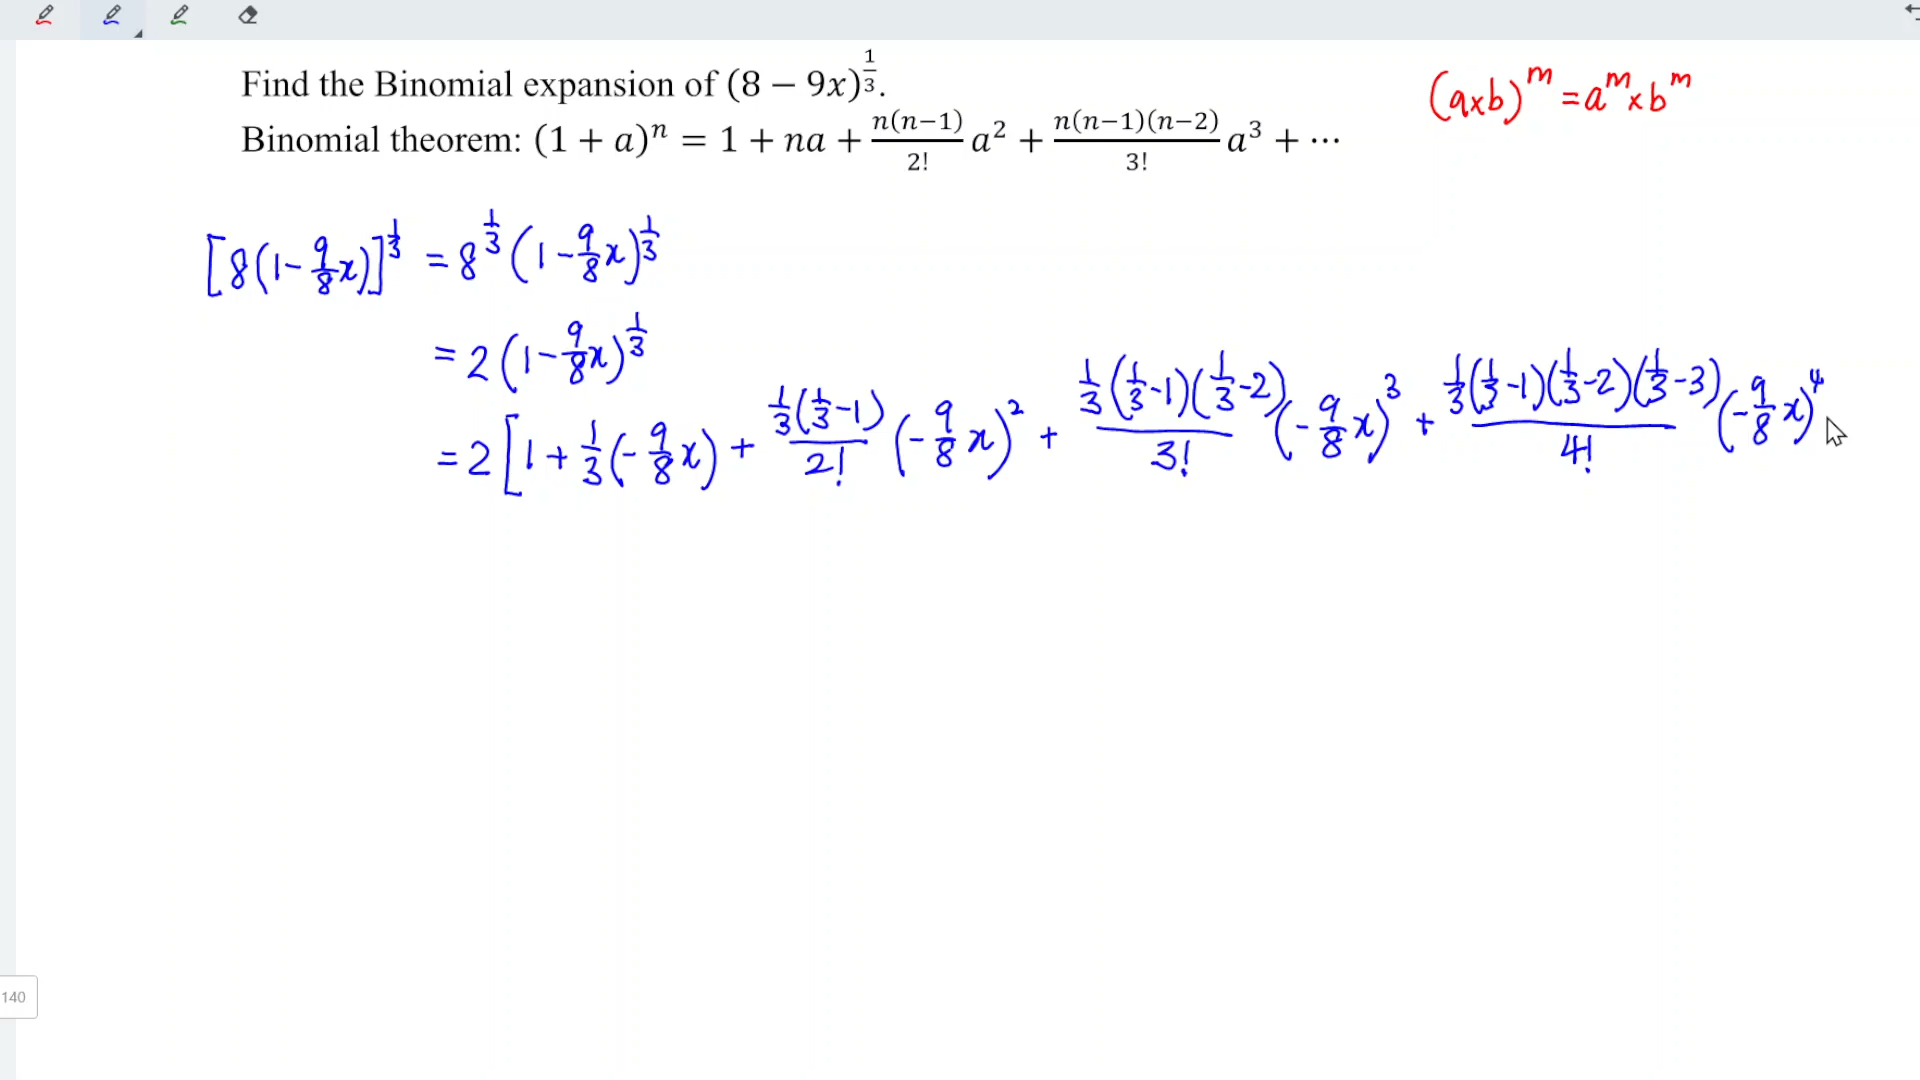 Find the Binomial expansion of (8 − 9x)^(1/3).
(a×b)^m = a^m × b^m
Binomial theorem: (1 + a)^n = 1 + na + n(n−1)/2! a^2 + n(n−1)(n−2)/3! a^3 + ⋯
[8(1 - 9/8 x)]^(1/3) = 8^(1/3) (1 - 9/8 x)^(1/3)
= 2 (1 - 9/8 x)^(1/3)
= 2 [1 + 1/3 (- 9/8 x) + 1/3(1/3 - 1)/2! (- 9/8 x)^2 + 1/3(1/3 - 1)(1/3 - 2)/3! (- 9/8 x)^3 + 1/3(1/3 - 1)(1/3 - 2)(1/3 - 3)/4! (- 9/8 x)^4
140